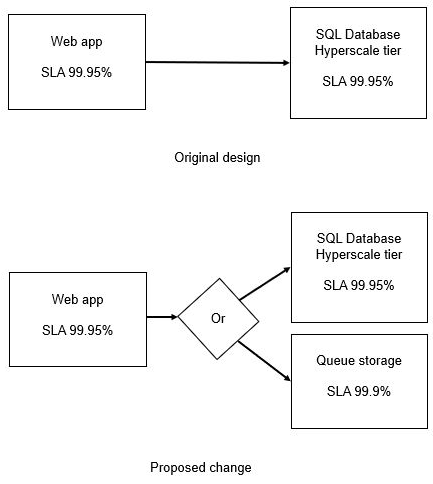 Web app
SLA 99.95%
SQL Database
Hyperscale tier
SLA 99.95%
Original design
SQL Database
Hyperscale tier
SLA 99.95%
Web app
SLA 99.95%
Or
Queue storage
SLA 99.9%
Proposed change